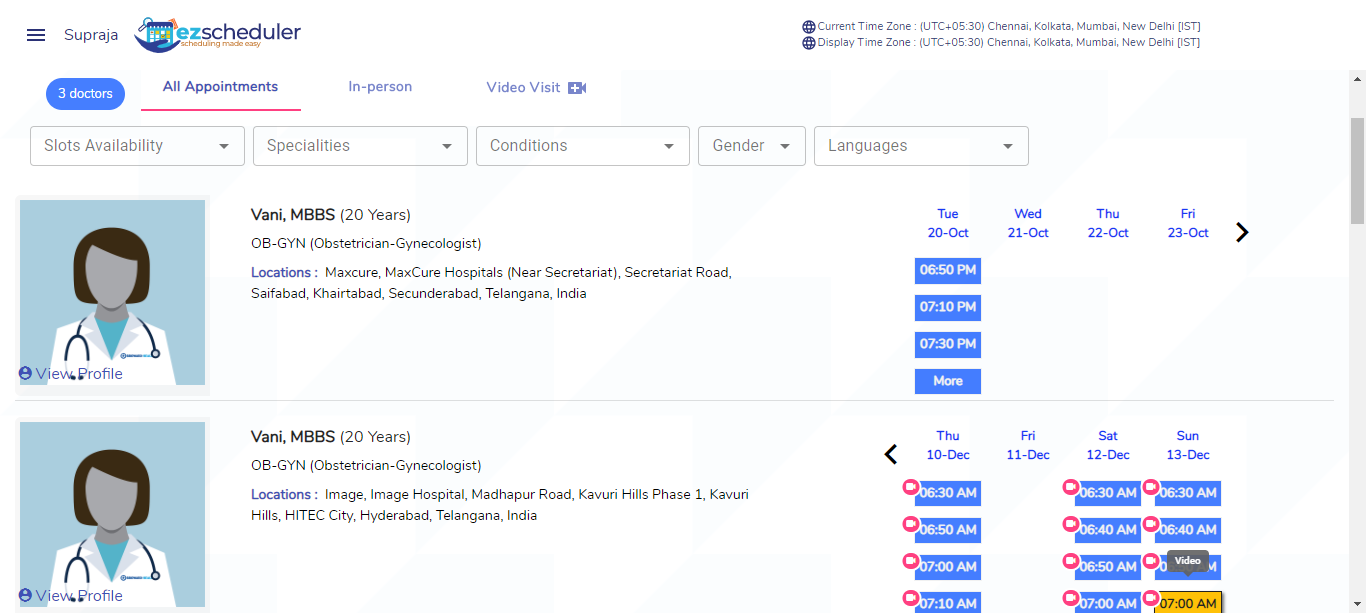 Supraja
ezscheduler
scheduling made easy
Current Time Zone : (UTC+05:30) Chennai, Kolkata, Mumbai, New Delhi [IST]
Display Time Zone : (UTC+05:30) Chennai, Kolkata, Mumbai, New Delhi [IST]
3 doctors
All Appointments
In-person
Video Visit
Slots Availability
Specialities
Conditions
Gender
Languages
Vani, MBBS (20 Years)
OB-GYN (Obstetrician-Gynecologist)
Locations : Maxcure, MaxCure Hospitals (Near Secretariat), Secretariat Road,
Saifabad, Khairtabad, Secunderabad, Telangana, India
View Profile
Tue Wed Thu Fri
20-Oct 21-Oct 22-Oct 23-Oct
06:50 PM
07:10 PM
07:30 PM
More
Vani, MBBS (20 Years)
OB-GYN (Obstetrician-Gynecologist)
Locations : Image, Image Hospital, Madhapur Road, Kavuri Hills Phase 1, Kavuri
Hills, HITEC City, Hyderabad, Telangana, India
View Profile
Thu Fri Sat Sun
10-Dec 11-Dec 12-Dec 13-Dec
06:30 AM 06:30 AM 06:30 AM
06:50 AM 06:40 AM 06:40 AM
Video
07:00 AM 06:50 AM
07:10 AM 07:00 AM 07:00 AM